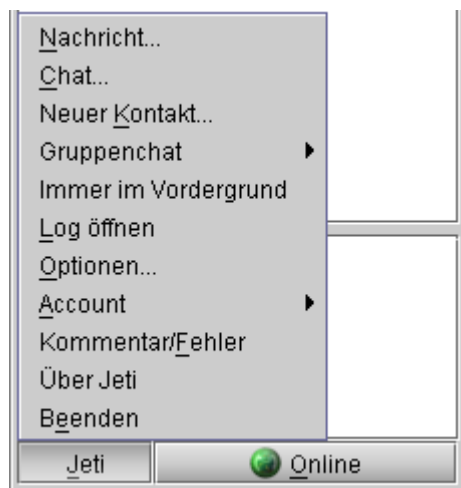 Nachricht...
Chat...
Neuer Kontakt...
Gruppenchat
Immer im Vordergrund
Log öffnen
Optionen...
Account
Kommentar/Fehler
Über Jeti
Beenden
Jeti Online